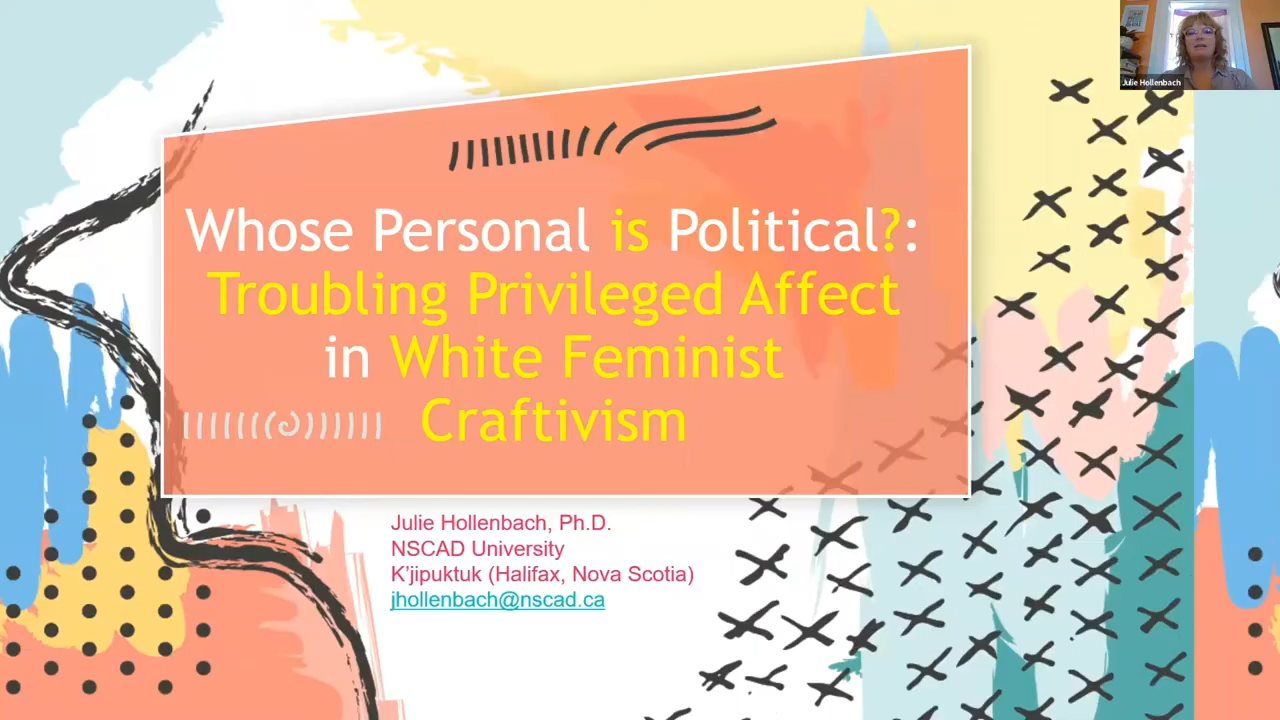 Julie Hollenbach
Whose Personal is Political?:
Troubling Privileged Affect
in White Feminist
Craftivism
Julie Hollenbach, Ph.D.
NSCAD University
K’jipuktuk (Halifax, Nova Scotia)
jhollenbach@nscad.ca